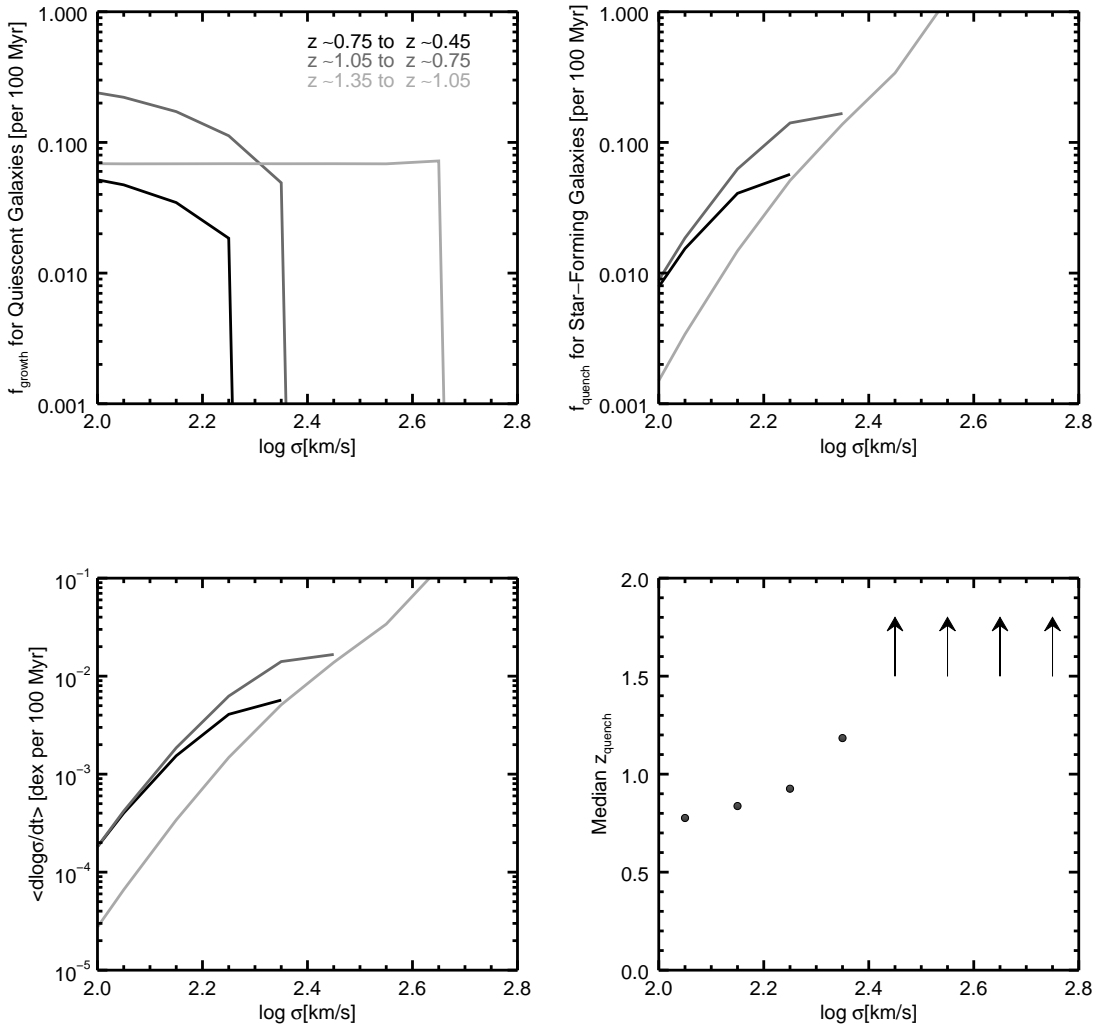 f_growth for Quiescent Galaxies [per 100 Myr]
1.000
0.100
0.010
0.001
z ~0.75 to z ~0.45
z ~1.05 to z ~0.75
z ~1.35 to z ~1.05
2.0 2.2 2.4 2.6 2.8
log σ[km/s]
f_quench for Star−Forming Galaxies [per 100 Myr]
1.000
0.100
0.010
0.001
2.0 2.2 2.4 2.6 2.8
log σ[km/s]
<dlogσ/dt> [dex per 100 Myr]
10⁻¹
10⁻²
10⁻³
10⁻⁴
10⁻⁵
2.0 2.2 2.4 2.6 2.8
log σ[km/s]
Median z_quench
2.0
1.5
1.0
0.5
0.0
2.0 2.2 2.4 2.6 2.8
log σ[km/s]